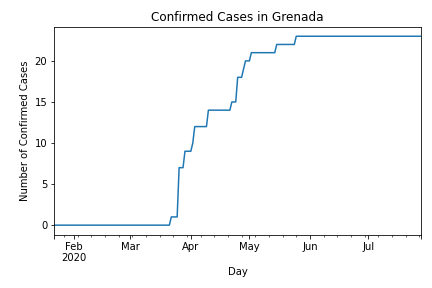 Confirmed Cases in Grenada
Number of Confirmed Cases
20
15
10
5
0
Feb Mar Apr May Jun Jul
2020
Day